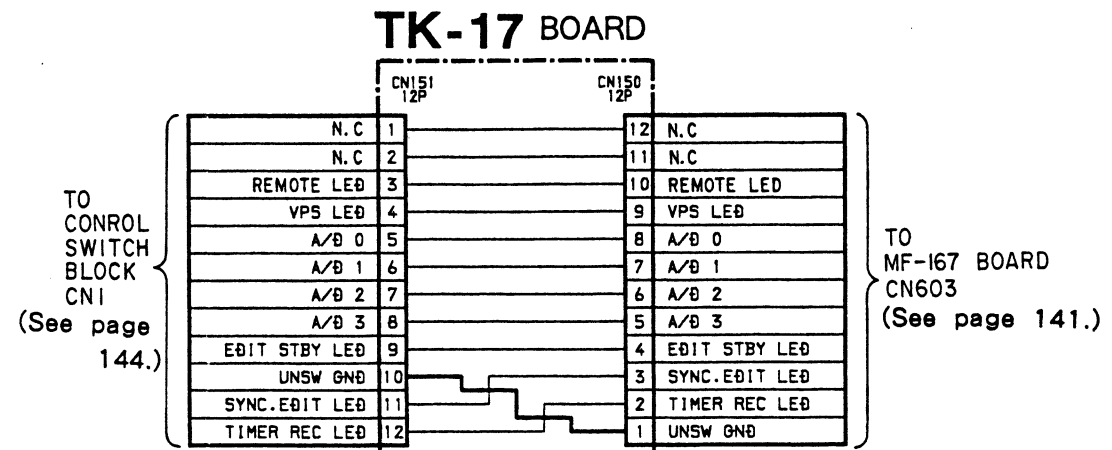 TK-17 BOARD
CN151
12P
CN150
12P
N.C 1 12 N.C
N.C 2 11 N.C
REMOTE LED 3 10 REMOTE LED
VPS LED 4 9 VPS LED
A/D 0 5 8 A/D 0
A/D 1 6 7 A/D 1
A/D 2 7 6 A/D 2
A/D 3 8 5 A/D 3
EDIT STBY LED 9 4 EDIT STBY LED
UNSW GND 10 3 SYNC.EDIT LED
SYNC.EDIT LED 11 2 TIMER REC LED
TIMER REC LED 12 1 UNSW GND
TO
CONROL
SWITCH
BLOCK
CN1
(See page
144.)
TO
MF-167 BOARD
CN603
(See page 141.)